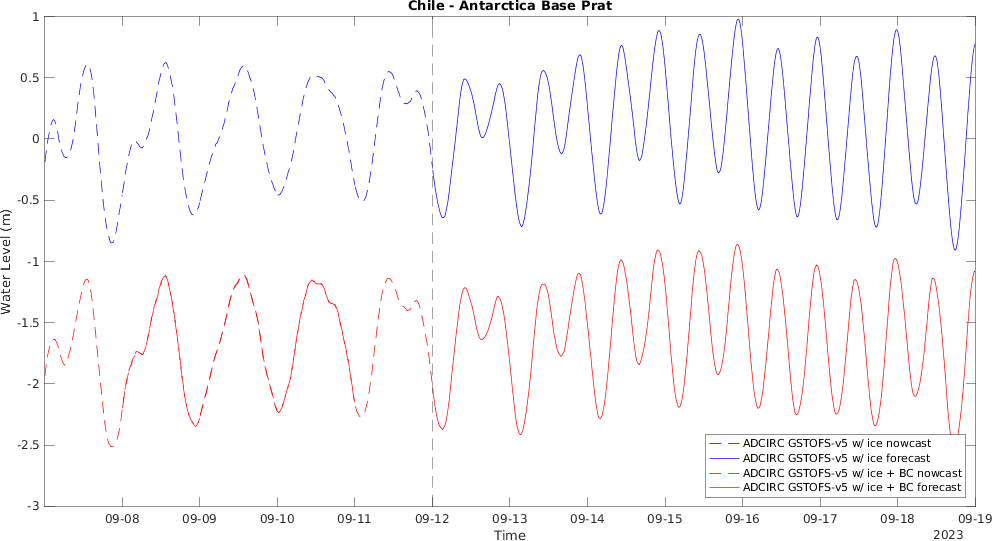 Chile - Antarctica Base Prat
Water Level (m)
1
0.5
0
-0.5
-1
-1.5
-2
-2.5
-3
ADCIRC GSTOFS-v5 w/ ice nowcast
ADCIRC GSTOFS-v5 w/ ice forecast
ADCIRC GSTOFS-v5 w/ ice + BC nowcast
ADCIRC GSTOFS-v5 w/ ice + BC forecast
09-08 09-09 09-10 09-11 09-12 09-13 09-14 09-15 09-16 09-17 09-18 09-19
Time
2023